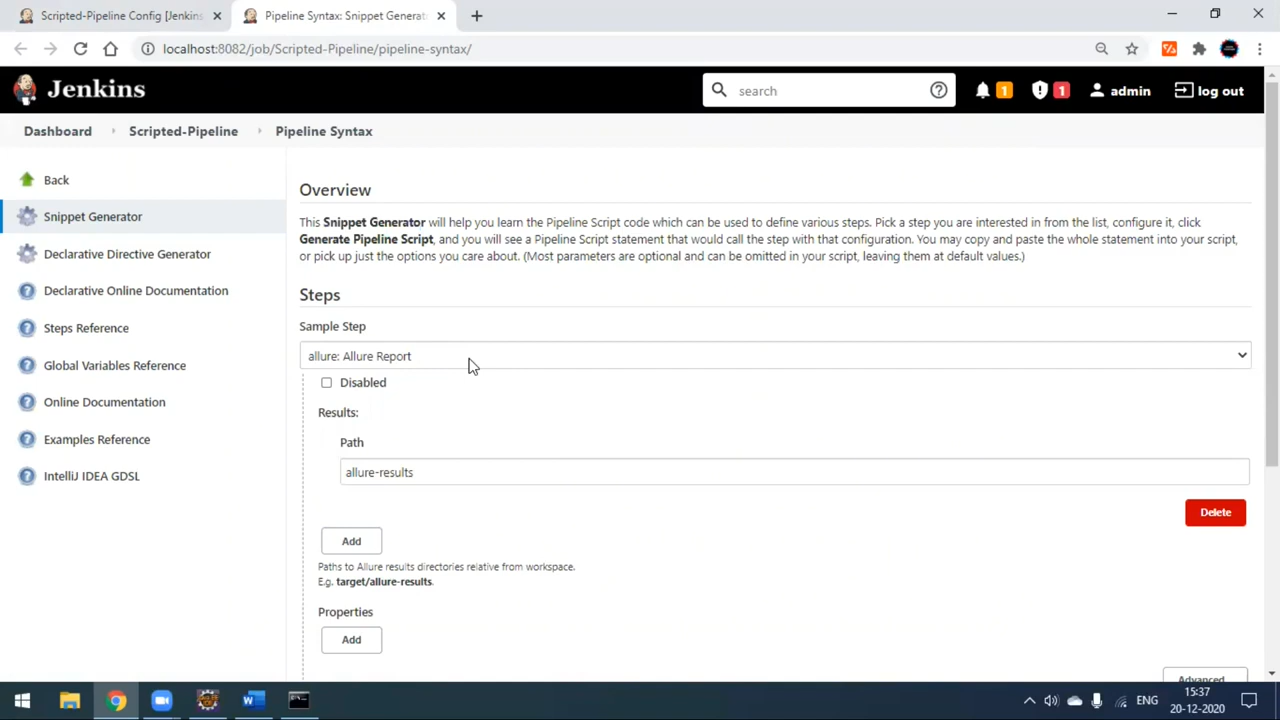 Scripted-Pipeline Config [Jenkins
Pipeline Syntax: Snippet Generat
localhost:8082/job/Scripted-Pipeline/pipeline-syntax/
Jenkins
search
1
1
admin
log out
Dashboard
Scripted-Pipeline
Pipeline Syntax
Back
Snippet Generator
Declarative Directive Generator
Declarative Online Documentation
Steps Reference
Global Variables Reference
Online Documentation
Examples Reference
IntelliJ IDEA GDSL
Overview
This Snippet Generator will help you learn the Pipeline Script code which can be used to define various steps. Pick a step you are interested in from the list, configure it, click
Generate Pipeline Script, and you will see a Pipeline Script statement that would call the step with that configuration. You may copy and paste the whole statement into your script,
or pick up just the options you care about. (Most parameters are optional and can be omitted in your script, leaving them at default values.)
Steps
Sample Step
allure: Allure Report
Disabled
Results:
Path
allure-results
Delete
Add
Paths to Allure results directories relative from workspace.
E.g. target/allure-results.
Properties
Add
Advanced
ENG
15:37
20-12-2020